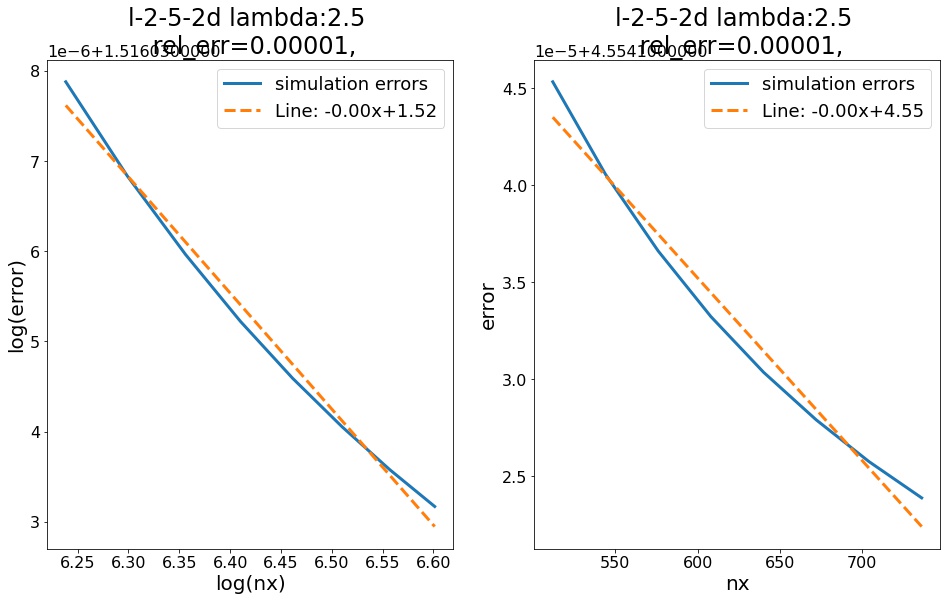 l-2-5-2d lambda:2.5
rel_err=0.00001,
1e−6+1.5160300000
8
7
6
5
4
3
log(error)
simulation errors
Line: -0.00x+1.52
6.25 6.30 6.35 6.40 6.45 6.50 6.55 6.60
log(nx)
l-2-5-2d lambda:2.5
rel_err=0.00001,
1e−5+4.5541000000
4.5
4.0
3.5
3.0
2.5
error
simulation errors
Line: -0.00x+4.55
550 600 650 700
nx